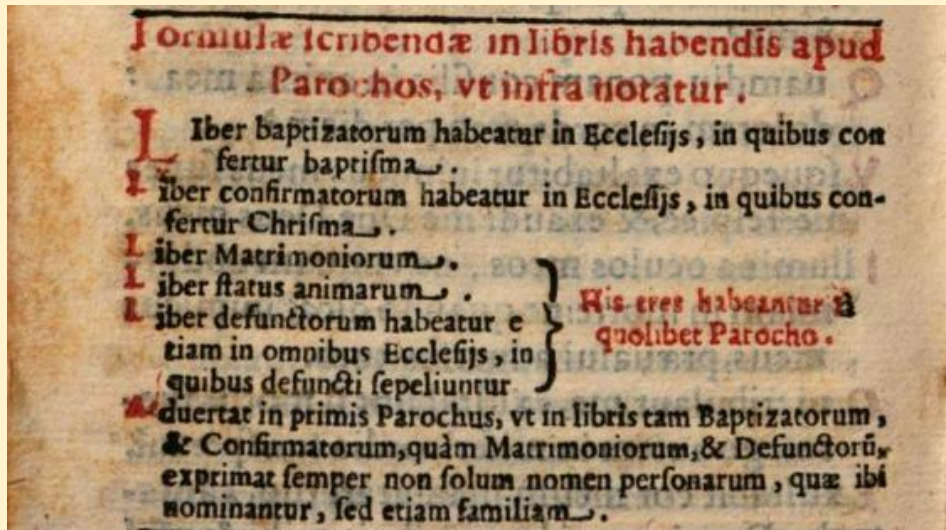 Formulæ ſcribendæ in libris habendis apud
Parochos, vt infra notatur.
LIber baptizatorum habeatur in Eccleſijs, in quibus con
fertur baptiſma.
Liber confirmatorum habeatur in Eccleſijs, in quibus con-
fertur Chriſma.
Liber Matrimoniorum.
Liber ſtatus animarum.
Liber defunctorum habeatur e
tiam in omnibus Eccleſijs, in
quibus defuncti ſepeliuntur
His tres habeantur à
quolibet Parocho.
Aduertat in primis Parochus, vt in libris tam Baptizatorum,
& Confirmatorum, quàm Matrimoniorum, & Defunctorũ,
exprimat ſemper non ſolum nomen perſonarum, quæ ibi
nominantur, ſed etiam familiam.